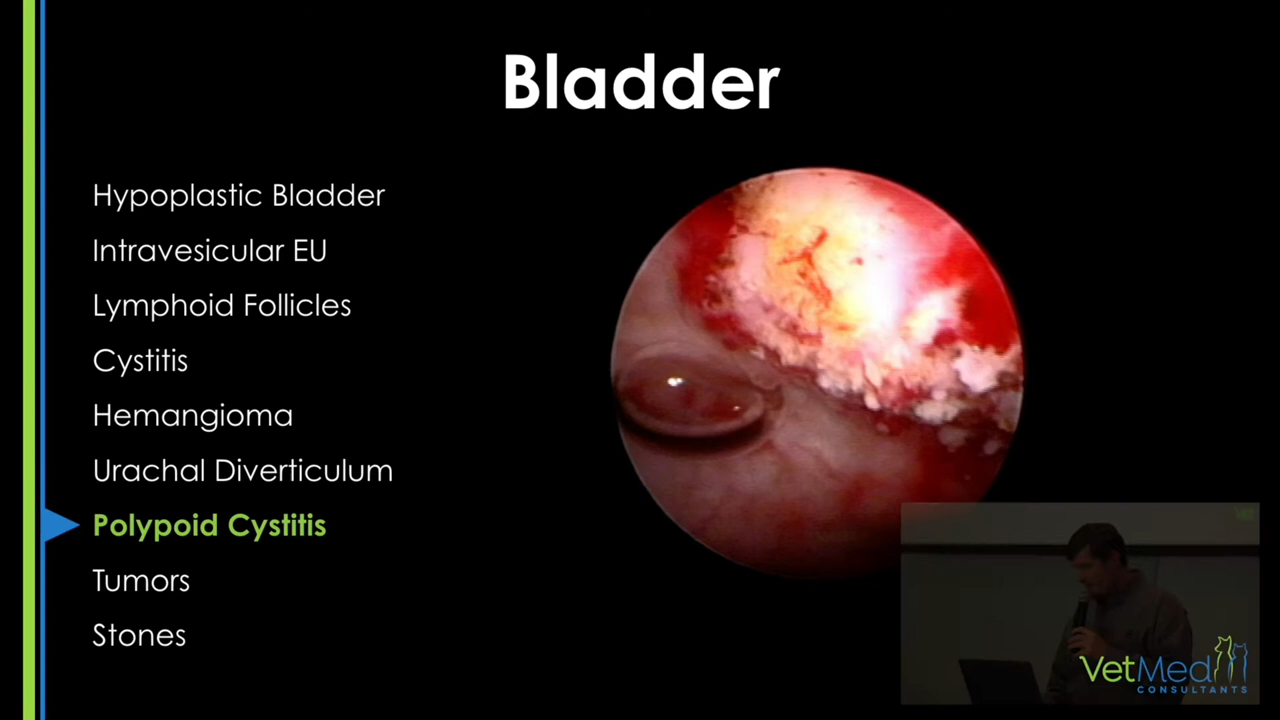 Bladder
Hypoplastic Bladder
Intravesicular EU
Lymphoid Follicles
Cystitis
Hemangioma
Urachal Diverticulum
Polypoid Cystitis
Tumors
Stones
VetMed
CONSULTANTS